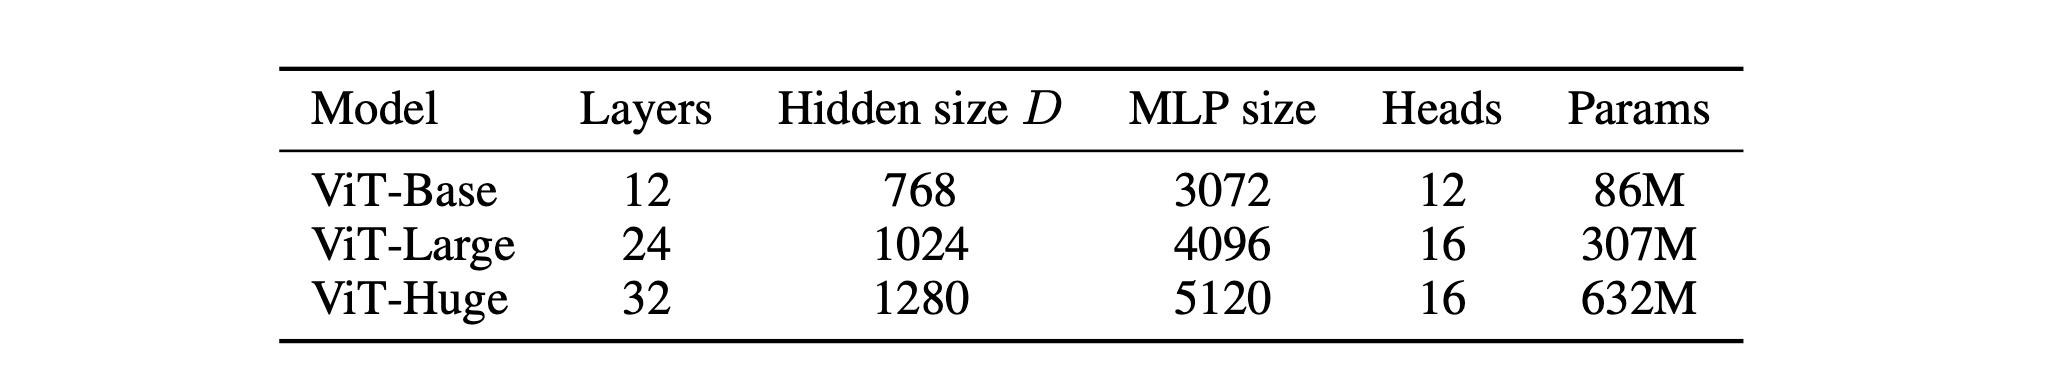 Model Layers Hidden size D MLP size Heads Params
ViT-Base 12 768 3072 12 86M
ViT-Large 24 1024 4096 16 307M
ViT-Huge 32 1280 5120 16 632M